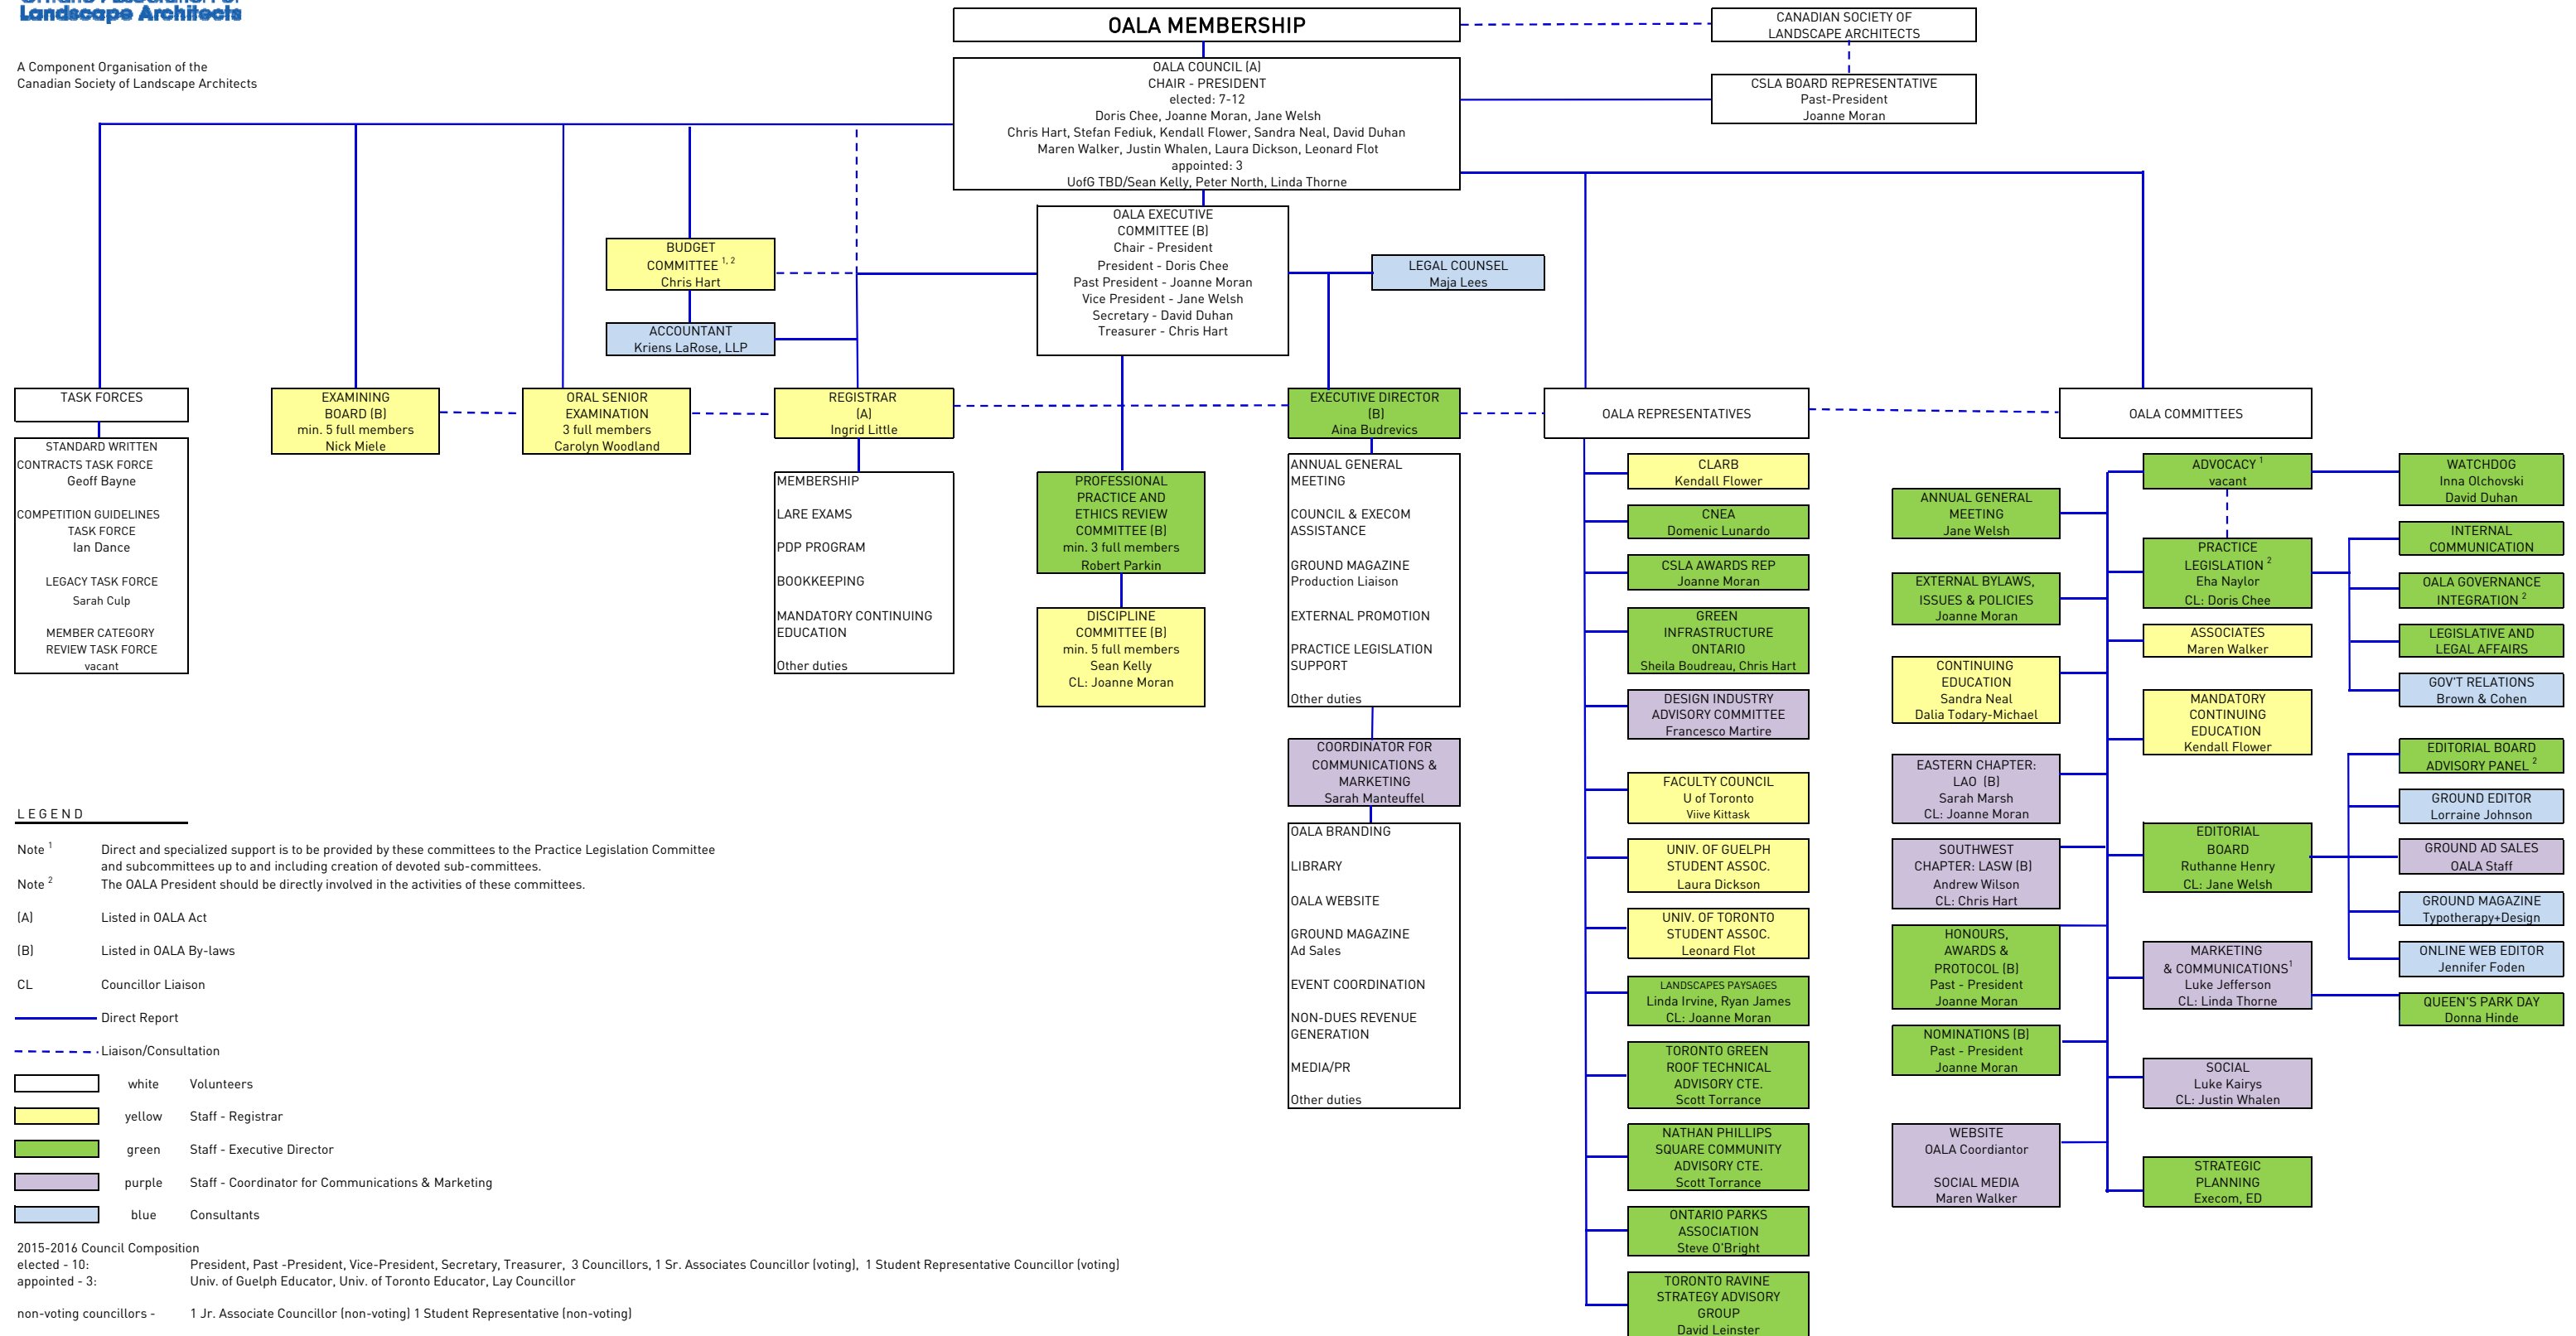 Ontario Association of
Landscape Architects
A Component Organisation of the
Canadian Society of Landscape Architects
OALA MEMBERSHIP
CANADIAN SOCIETY OF
LANDSCAPE ARCHITECTS
OALA COUNCIL (A)
CHAIR - PRESIDENT
elected: 7-12
Doris Chee, Joanne Moran, Jane Welsh
Chris Hart, Stefan Fediuk, Kendall Flower, Sandra Neal, David Duhan
Maren Walker, Justin Whalen, Laura Dickson, Leonard Flot
appointed: 3
UofG TBD/Sean Kelly, Peter North, Linda Thorne
CSLA BOARD REPRESENTATIVE
Past-President
Joanne Moran
OALA EXECUTIVE
COMMITTEE (B)
Chair - President
President - Doris Chee
Past President - Joanne Moran
Vice President - Jane Welsh
Secretary - David Duhan
Treasurer - Chris Hart
BUDGET
COMMITTEE 1, 2
Chris Hart
LEGAL COUNSEL
Maja Lees
ACCOUNTANT
Kriens LaRose, LLP
TASK FORCES
STANDARD WRITTEN
CONTRACTS TASK FORCE
Geoff Bayne
COMPETITION GUIDELINES
TASK FORCE
Ian Dance
LEGACY TASK FORCE
Sarah Culp
MEMBER CATEGORY
REVIEW TASK FORCE
vacant
EXAMINING
BOARD (B)
min. 5 full members
Nick Miele
ORAL SENIOR
EXAMINATION
3 full members
Carolyn Woodland
REGISTRAR
(A)
Ingrid Little
MEMBERSHIP
LARE EXAMS
PDP PROGRAM
BOOKKEEPING
MANDATORY CONTINUING
EDUCATION
Other duties
PROFESSIONAL
PRACTICE AND
ETHICS REVIEW
COMMITTEE (B)
min. 3 full members
Robert Parkin
DISCIPLINE
COMMITTEE (B)
min. 5 full members
Sean Kelly
CL: Joanne Moran
EXECUTIVE DIRECTOR
(B)
Aina Budrevics
ANNUAL GENERAL
MEETING
COUNCIL & EXECOM
ASSISTANCE
GROUND MAGAZINE
Production Liaison
EXTERNAL PROMOTION
PRACTICE LEGISLATION
SUPPORT
Other duties
COORDINATOR FOR
COMMUNICATIONS &
MARKETING
Sarah Manteuffel
OALA BRANDING
LIBRARY
OALA WEBSITE
GROUND MAGAZINE
Ad Sales
EVENT COORDINATION
NON-DUES REVENUE
GENERATION
MEDIA/PR
Other duties
OALA REPRESENTATIVES
CLARB
Kendall Flower
CNEA
Domenic Lunardo
CSLA AWARDS REP
Joanne Moran
GREEN
INFRASTRUCTURE
ONTARIO
Sheila Boudreau, Chris Hart
DESIGN INDUSTRY
ADVISORY COMMITTEE
Francesco Martire
FACULTY COUNCIL
U of Toronto
Viive Kittask
UNIV. OF GUELPH
STUDENT ASSOC.
Laura Dickson
UNIV. OF TORONTO
STUDENT ASSOC.
Leonard Flot
LANDSCAPES PAYSAGES
Linda Irvine, Ryan James
CL: Joanne Moran
TORONTO GREEN
ROOF TECHNICAL
ADVISORY CTE.
Scott Torrance
NATHAN PHILLIPS
SQUARE COMMUNITY
ADVISORY CTE.
Scott Torrance
ONTARIO PARKS
ASSOCIATION
Steve O'Bright
TORONTO RAVINE
STRATEGY ADVISORY
GROUP
David Leinster
OALA COMMITTEES
ANNUAL GENERAL
MEETING
Jane Welsh
EXTERNAL BYLAWS,
ISSUES & POLICIES
Joanne Moran
CONTINUING
EDUCATION
Sandra Neal
Dalia Todary-Michael
EASTERN CHAPTER:
LAO (B)
Sarah Marsh
CL: Joanne Moran
SOUTHWEST
CHAPTER: LASW (B)
Andrew Wilson
CL: Chris Hart
HONOURS,
AWARDS &
PROTOCOL (B)
Past - President
Joanne Moran
NOMINATIONS (B)
Past - President
Joanne Moran
WEBSITE
OALA Coordiantor
SOCIAL MEDIA
Maren Walker
ADVOCACY 1
vacant
PRACTICE
LEGISLATION 2
Eha Naylor
CL: Doris Chee
ASSOCIATES
Maren Walker
MANDATORY
CONTINUING
EDUCATION
Kendall Flower
EDITORIAL
BOARD
Ruthanne Henry
CL: Jane Welsh
MARKETING
& COMMUNICATIONS1
Luke Jefferson
CL: Linda Thorne
SOCIAL
Luke Kairys
CL: Justin Whalen
STRATEGIC
PLANNING
Execom, ED
WATCHDOG
Inna Olchovski
David Duhan
INTERNAL
COMMUNICATION
OALA GOVERNANCE
INTEGRATION 2
LEGISLATIVE AND
LEGAL AFFAIRS
GOV'T RELATIONS
Brown & Cohen
EDITORIAL BOARD
ADVISORY PANEL 2
GROUND EDITOR
Lorraine Johnson
GROUND AD SALES
OALA Staff
GROUND MAGAZINE
Typotherapy+Design
ONLINE WEB EDITOR
Jennifer Foden
QUEEN'S PARK DAY
Donna Hinde
LEGEND
Note 1 Direct and specialized support is to be provided by these committees to the Practice Legislation Committee
and subcommittees up to and including creation of devoted sub-committees.
Note 2 The OALA President should be directly involved in the activities of these committees.
(A) Listed in OALA Act
(B) Listed in OALA By-laws
CL Councillor Liaison
Direct Report
Liaison/Consultation
white Volunteers
yellow Staff - Registrar
green Staff - Executive Director
purple Staff - Coordinator for Communications & Marketing
blue Consultants
2015-2016 Council Composition
elected - 10: President, Past -President, Vice-President, Secretary, Treasurer, 3 Councillors, 1 Sr. Associates Councillor (voting), 1 Student Representative Councillor (voting)
appointed - 3: Univ. of Guelph Educator, Univ. of Toronto Educator, Lay Councillor
non-voting councillors - 1 Jr. Associate Councillor (non-voting) 1 Student Representative (non-voting)